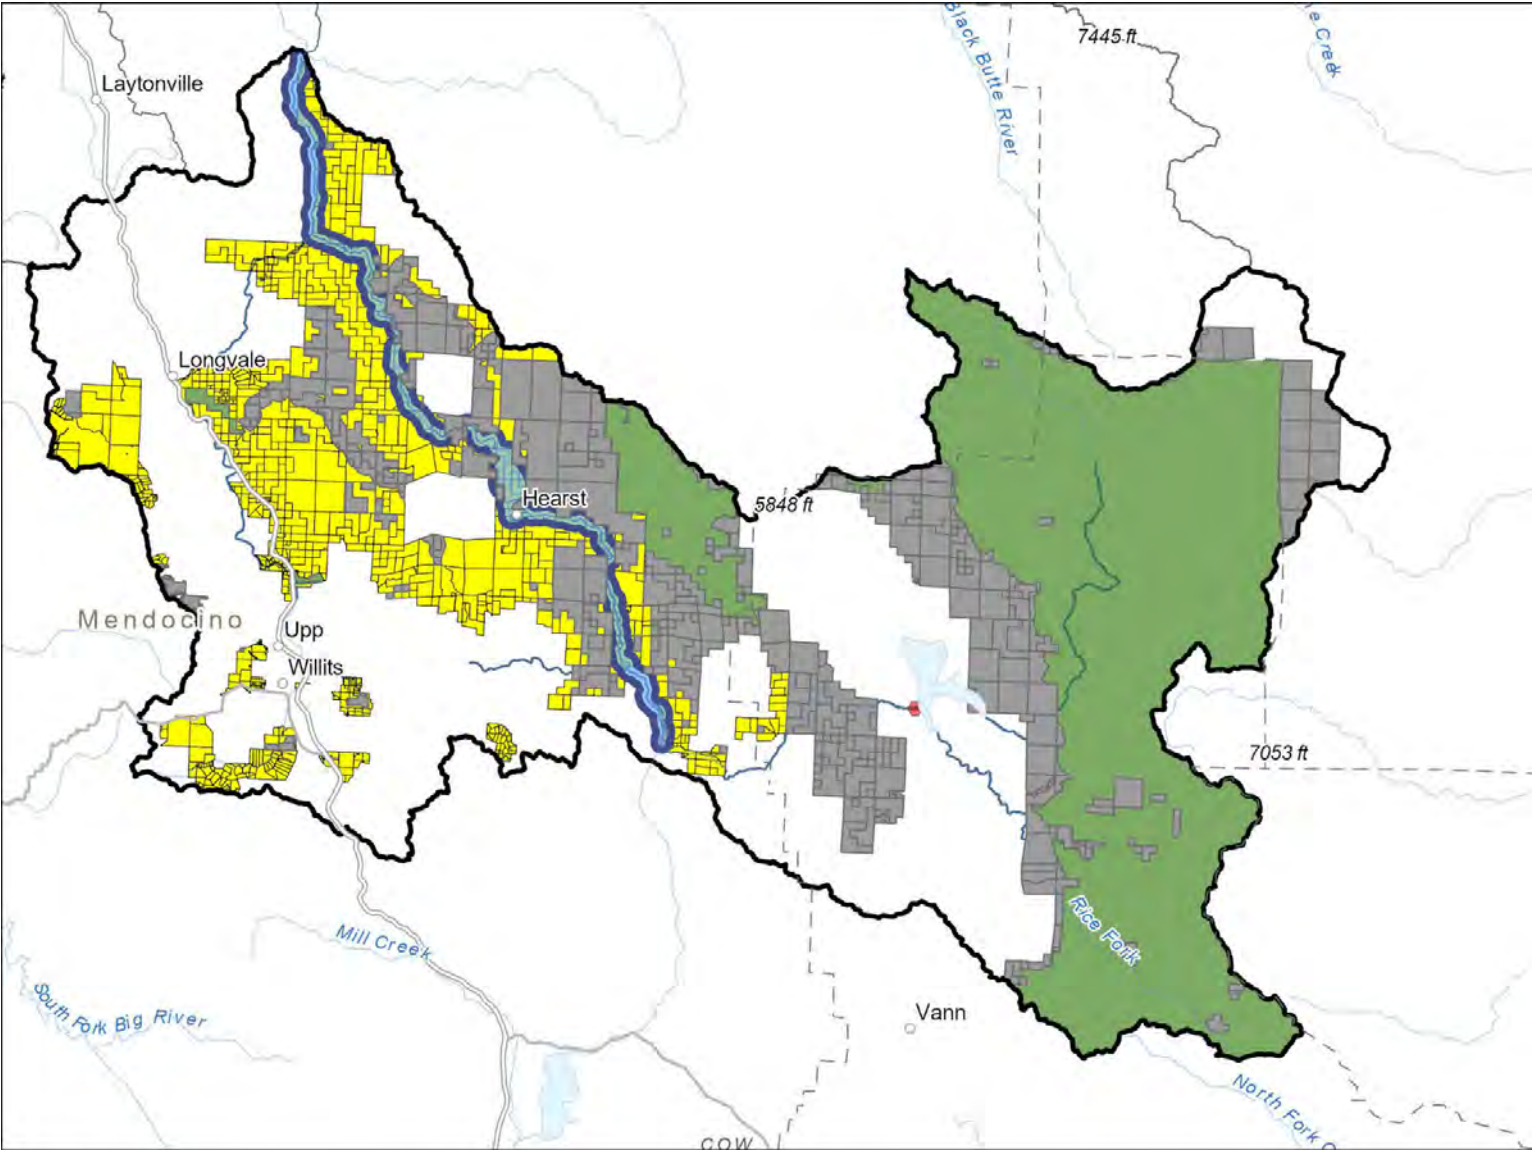 Black Butte River
7445 ft
e Creek
Laytonville
Longvale
Hearst
5848 ft
Mendocino
Upp
Willits
7053 ft
Rice Fork
Mill Creek
South Fork Big River
Vann
North Fork C
COW